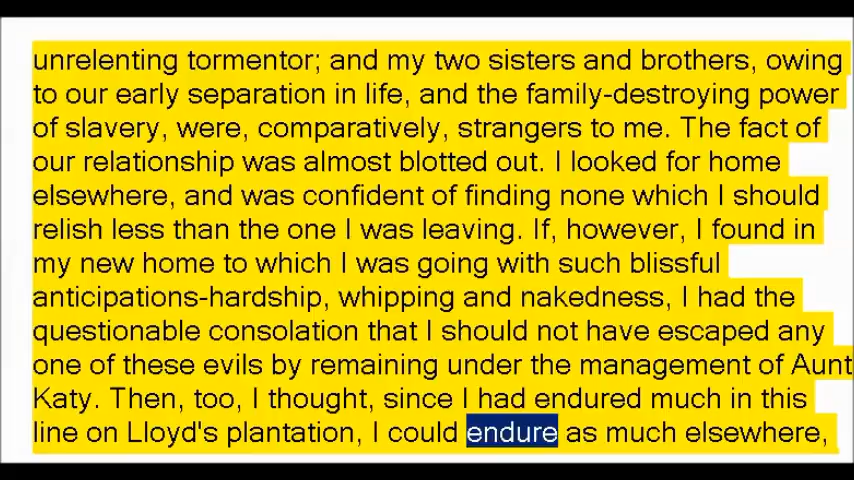 unrelenting tormentor; and my two sisters and brothers, owing
to our early separation in life, and the family-destroying power
of slavery, were, comparatively, strangers to me. The fact of
our relationship was almost blotted out. I looked for home
elsewhere, and was confident of finding none which I should
relish less than the one I was leaving. If, however, I found in
my new home to which I was going with such blissful
anticipations-hardship, whipping and nakedness, I had the
questionable consolation that I should not have escaped any
one of these evils by remaining under the management of Aunt
Katy. Then, too, I thought, since I had endured much in this
line on Lloyd's plantation, I could endure as much elsewhere,